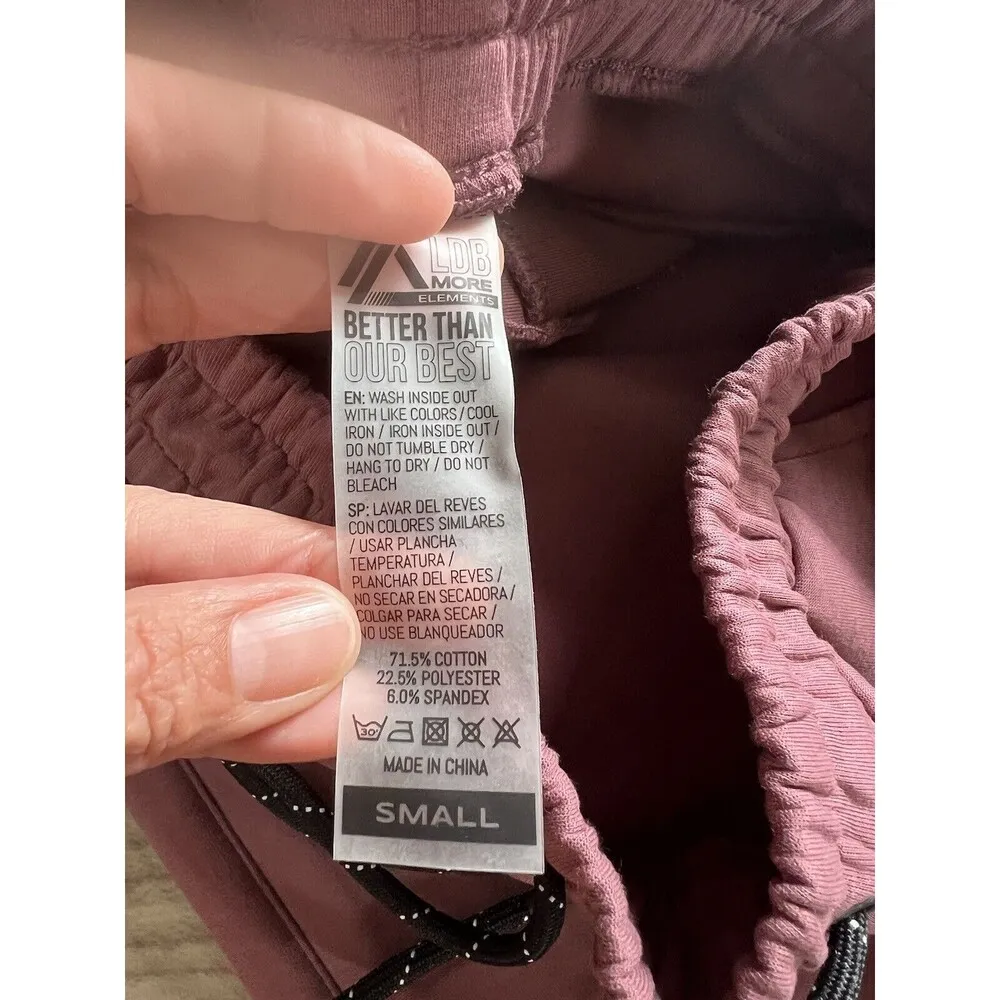 LDB
MORE
ELEMENTS
BETTER THAN
OUR BEST
EN: WASH INSIDE OUT
WITH LIKE COLORS / COOL
IRON / IRON INSIDE OUT /
DO NOT TUMBLE DRY /
HANG TO DRY / DO NOT
BLEACH
SP: LAVAR DEL REVES
CON COLORES SIMILARES
/ USAR PLANCHA
TEMPERATURA /
PLANCHAR DEL REVES /
NO SECAR EN SECADORA /
COLGAR PARA SECAR /
NO USE BLANQUEADOR
71.5% COTTON
22.5% POLYESTER
6.0% SPANDEX
30°
MADE IN CHINA
SMALL